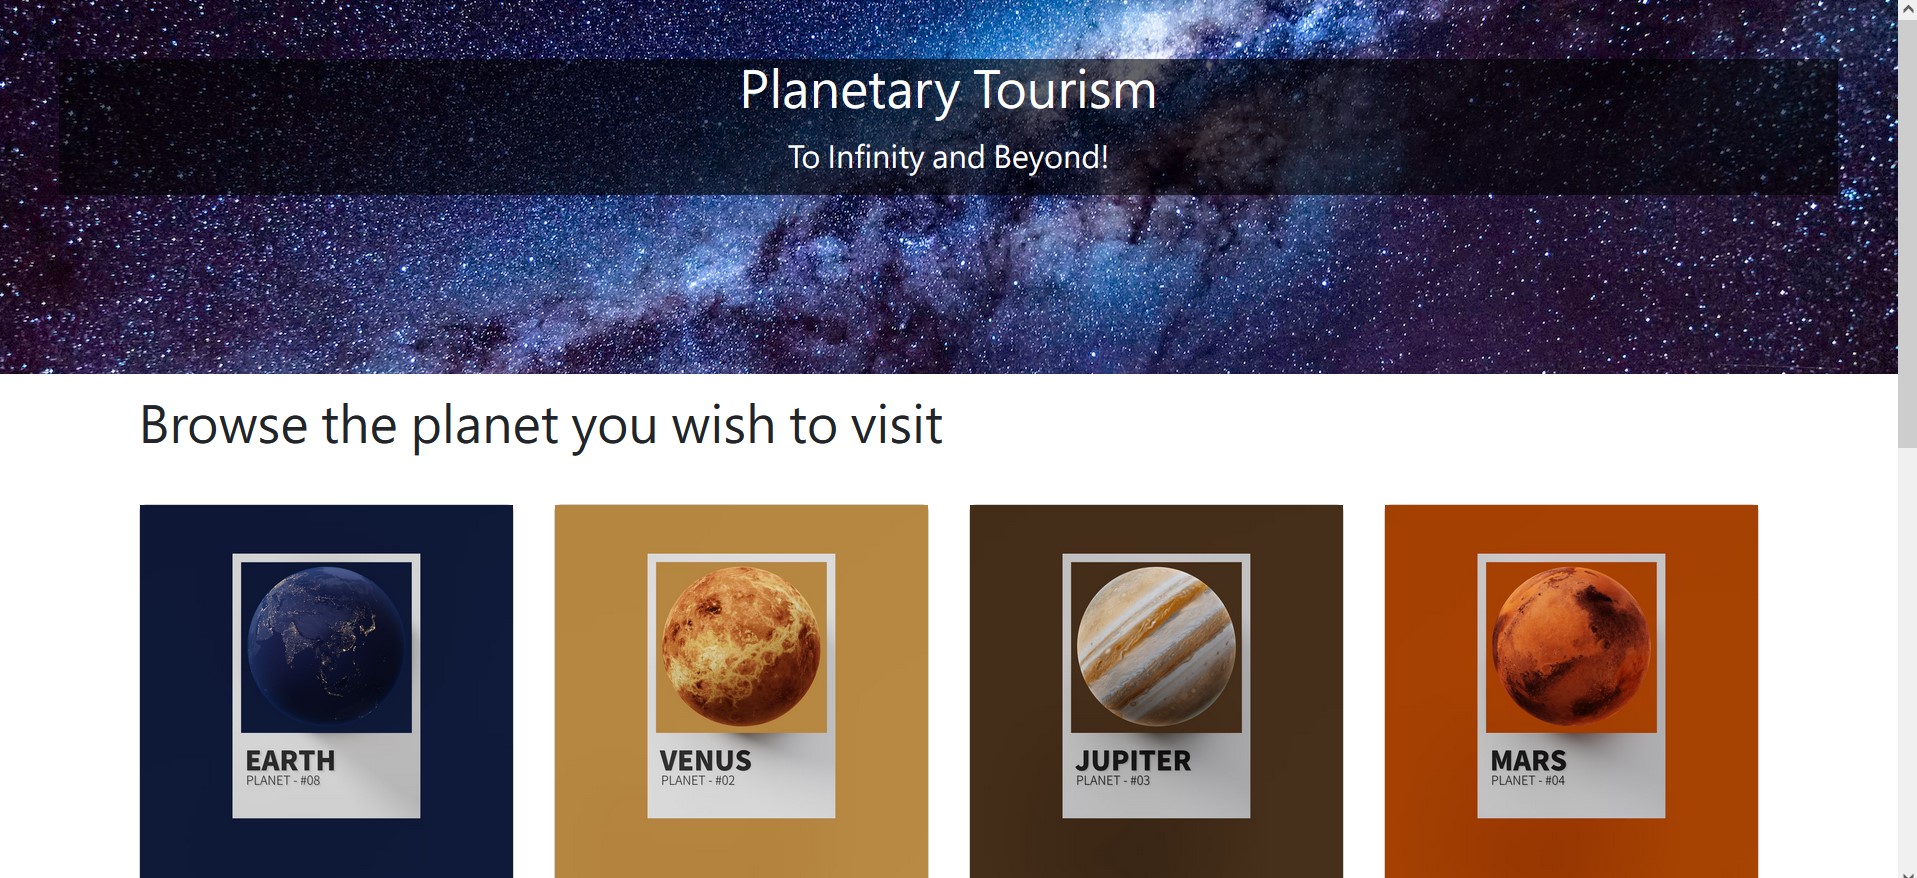 Planetary Tourism
To Infinity and Beyond!
Browse the planet you wish to visit
EARTH
PLANET - #08
VENUS
PLANET - #02
JUPITER
PLANET - #03
MARS
PLANET - #04